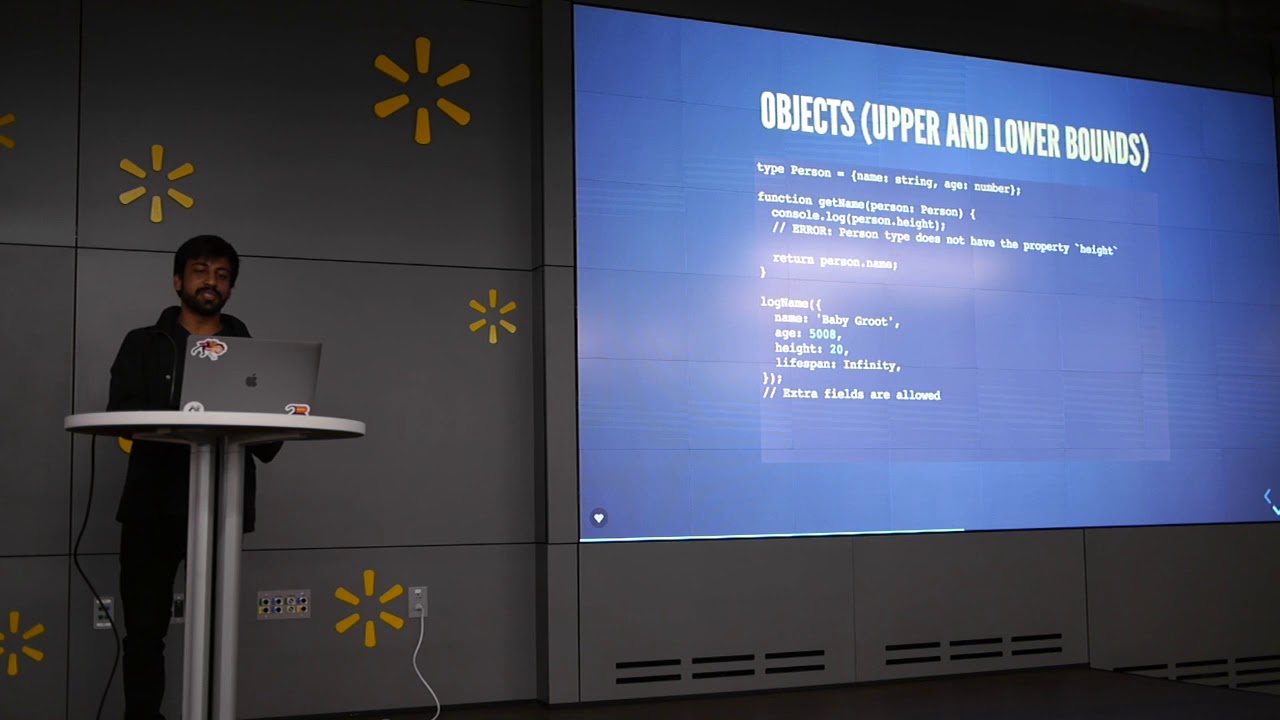 OBJECTS (UPPER AND LOWER BOUNDS)
type Person = {name: string, age: number};
function getName(person: Person) {
console.log(person.height);
// ERROR: Person type does not have the property `height`
return person.name;
}
logName({
name: 'Baby Groot',
age: 5008,
height: 20,
lifespan: Infinity,
});
// Extra fields are allowed